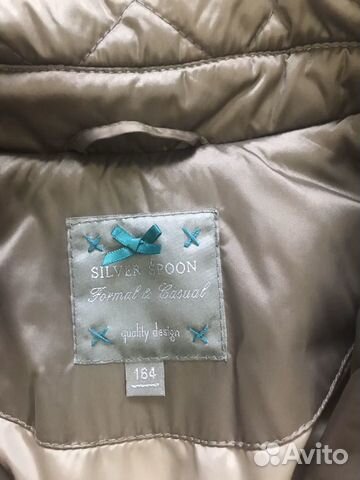 SILVER SPOON
Formal & Casual
quality design
164
Avito